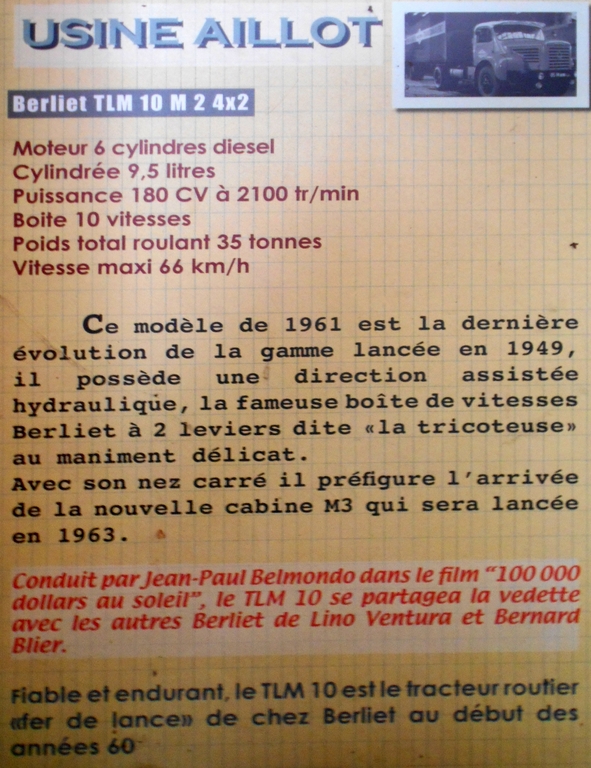 USINE AILLOT
Berliet TLM 10 M 2 4x2
Moteur 6 cylindres diesel
Cylindrée 9,5 litres
Puissance 180 CV à 2100 tr/min
Boite 10 vitesses
Poids total roulant 35 tonnes
Vitesse maxi 66 km/h
Ce modèle de 1961 est la dernière
évolution de la gamme lancée en 1949,
il possède une direction assistée
hydraulique, la fameuse boîte de vitesses
Berliet à 2 leviers dite «la tricoteuse»
au maniment délicat.
Avec son nez carré il préfigure l'arrivée
de la nouvelle cabine M3 qui sera lancée
en 1963.
Conduit par Jean-Paul Belmondo dans le film "100 000
dollars au soleil", le TLM 10 se partagea la vedette
avec les autres Berliet de Lino Ventura et Bernard
Blier.
Fiable et endurant, le TLM 10 est le tracteur routier
«fer de lance» de chez Berliet au début des
années 60